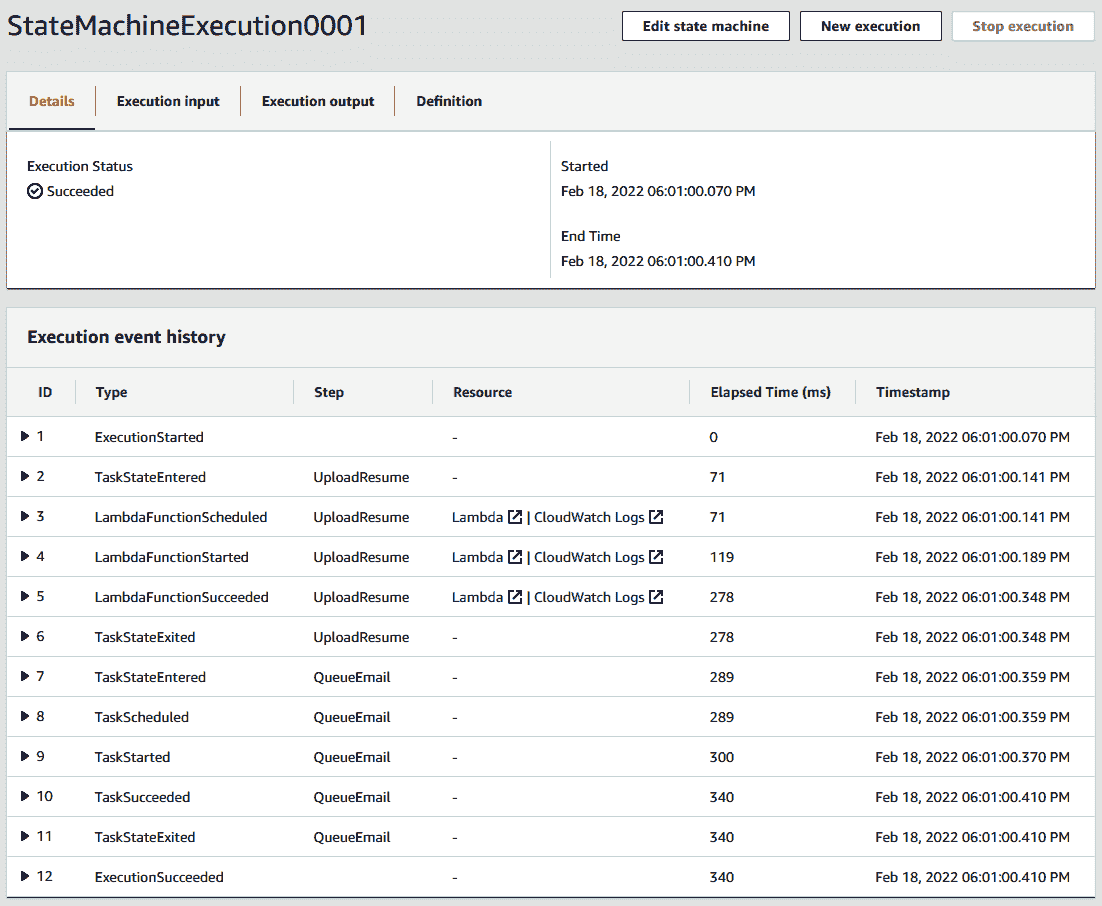 StateMachineExecution0001 Edit state machine New execution Stop execution
Details Execution input Execution output Definition
Execution Status
Succeeded
Started
Feb 18, 2022 06:01:00.070 PM
End Time
Feb 18, 2022 06:01:00.410 PM
Execution event history
ID Type Step Resource Elapsed Time (ms) Timestamp
1 ExecutionStarted - 0 Feb 18, 2022 06:01:00.070 PM
2 TaskStateEntered UploadResume - 71 Feb 18, 2022 06:01:00.141 PM
3 LambdaFunctionScheduled UploadResume Lambda | CloudWatch Logs 71 Feb 18, 2022 06:01:00.141 PM
4 LambdaFunctionStarted UploadResume Lambda | CloudWatch Logs 119 Feb 18, 2022 06:01:00.189 PM
5 LambdaFunctionSucceeded UploadResume Lambda | CloudWatch Logs 278 Feb 18, 2022 06:01:00.348 PM
6 TaskStateExited UploadResume - 278 Feb 18, 2022 06:01:00.348 PM
7 TaskStateEntered QueueEmail - 289 Feb 18, 2022 06:01:00.359 PM
8 TaskScheduled QueueEmail - 289 Feb 18, 2022 06:01:00.359 PM
9 TaskStarted QueueEmail - 300 Feb 18, 2022 06:01:00.370 PM
10 TaskSucceeded QueueEmail - 340 Feb 18, 2022 06:01:00.410 PM
11 TaskStateExited QueueEmail - 340 Feb 18, 2022 06:01:00.410 PM
12 ExecutionSucceeded - 340 Feb 18, 2022 06:01:00.410 PM